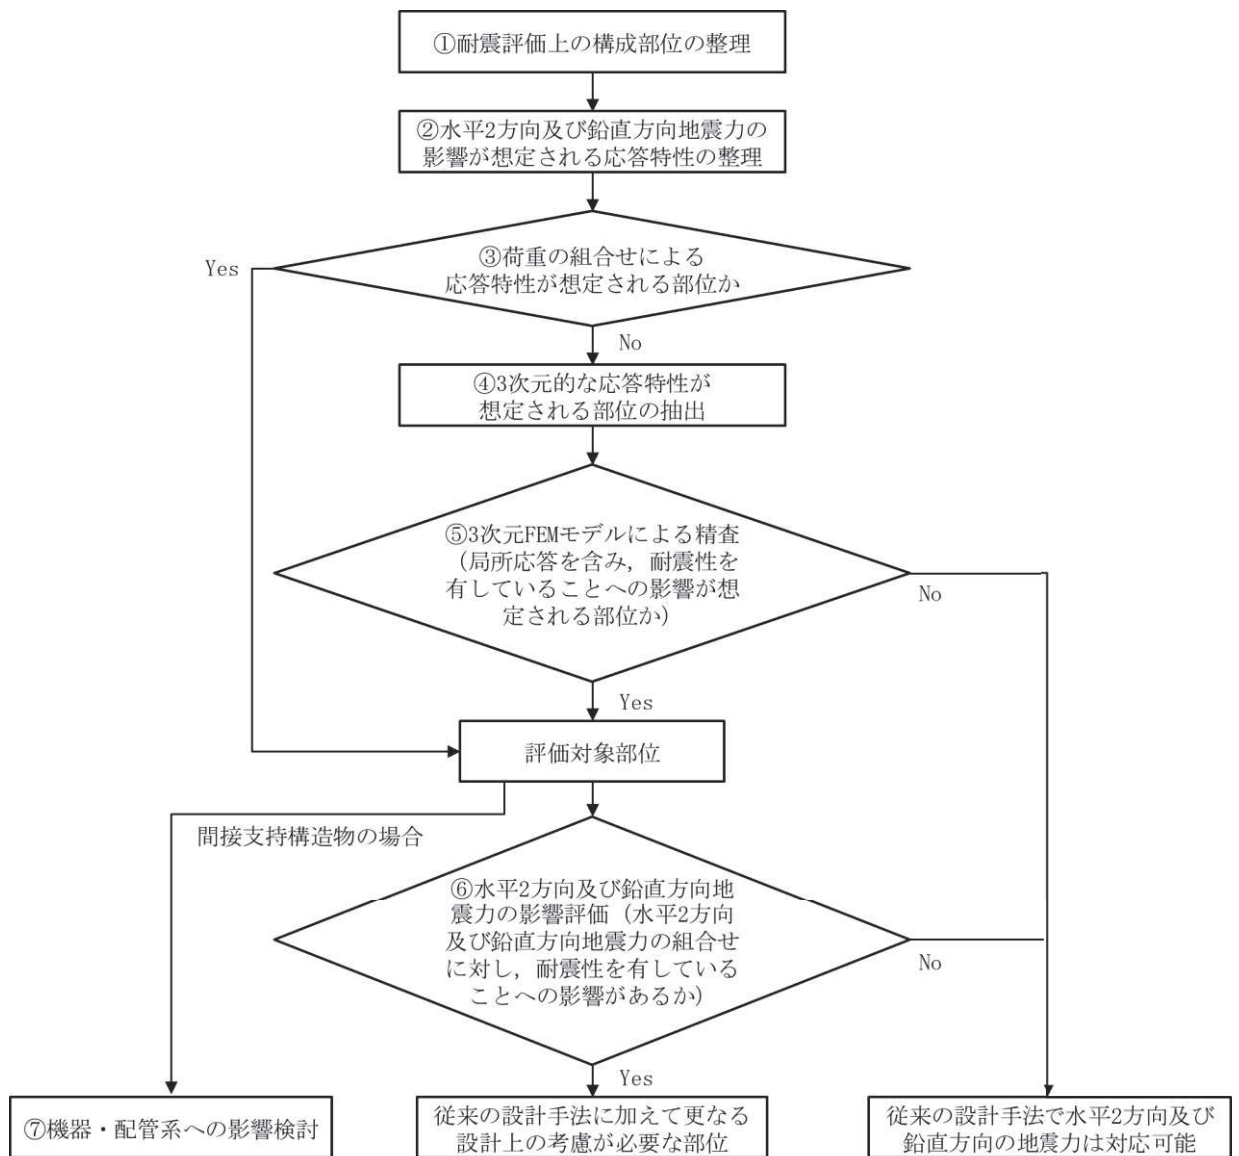 ①耐震評価上の構成部位の整理
②水平2方向及び鉛直方向地震力の
影響が想定される応答特性の整理
③荷重の組合せによる
応答特性が想定される部位か
Yes
No
④3次元的な応答特性が
想定される部位の抽出
⑤3次元FEMモデルによる精査
(局所応答を含み，耐震性を
有していることへの影響が想
定される部位か)
No
Yes
評価対象部位
間接支持構造物の場合
⑥水平2方向及び鉛直方向地
震力の影響評価（水平2方向
及び鉛直方向地震力の組合せ
に対し，耐震性を有している
ことへの影響があるか）
No
Yes
⑦機器・配管系への影響検討
従来の設計手法に加えて更なる
設計上の考慮が必要な部位
従来の設計手法で水平2方向及び
鉛直方向の地震力は対応可能